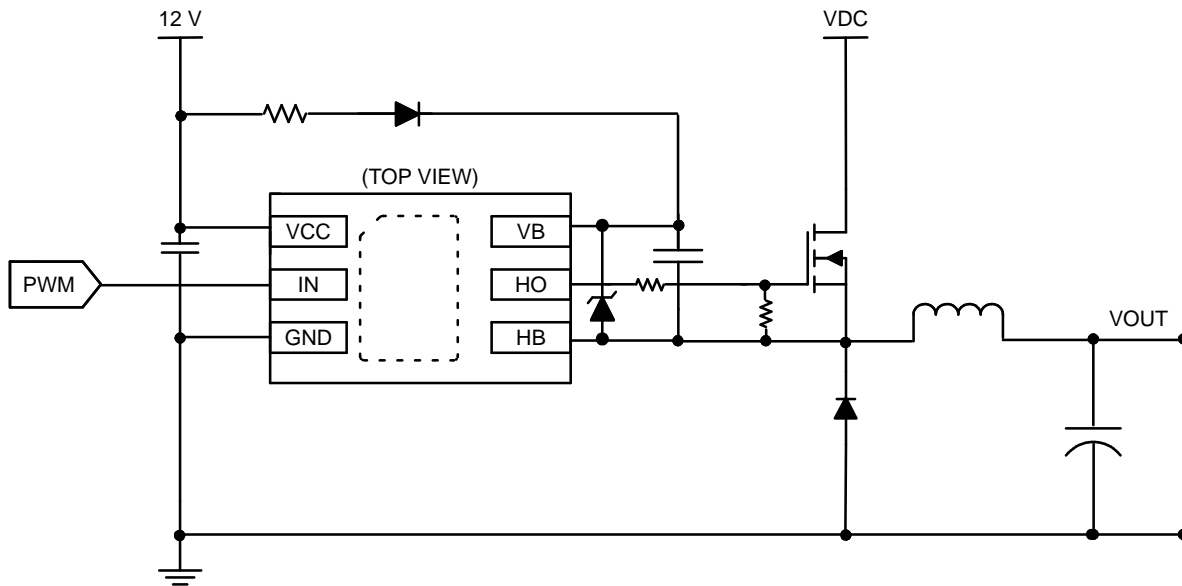 12 V
VDC
(TOP VIEW)
VCC
VB
PWM
IN
HO
GND
HB
VOUT